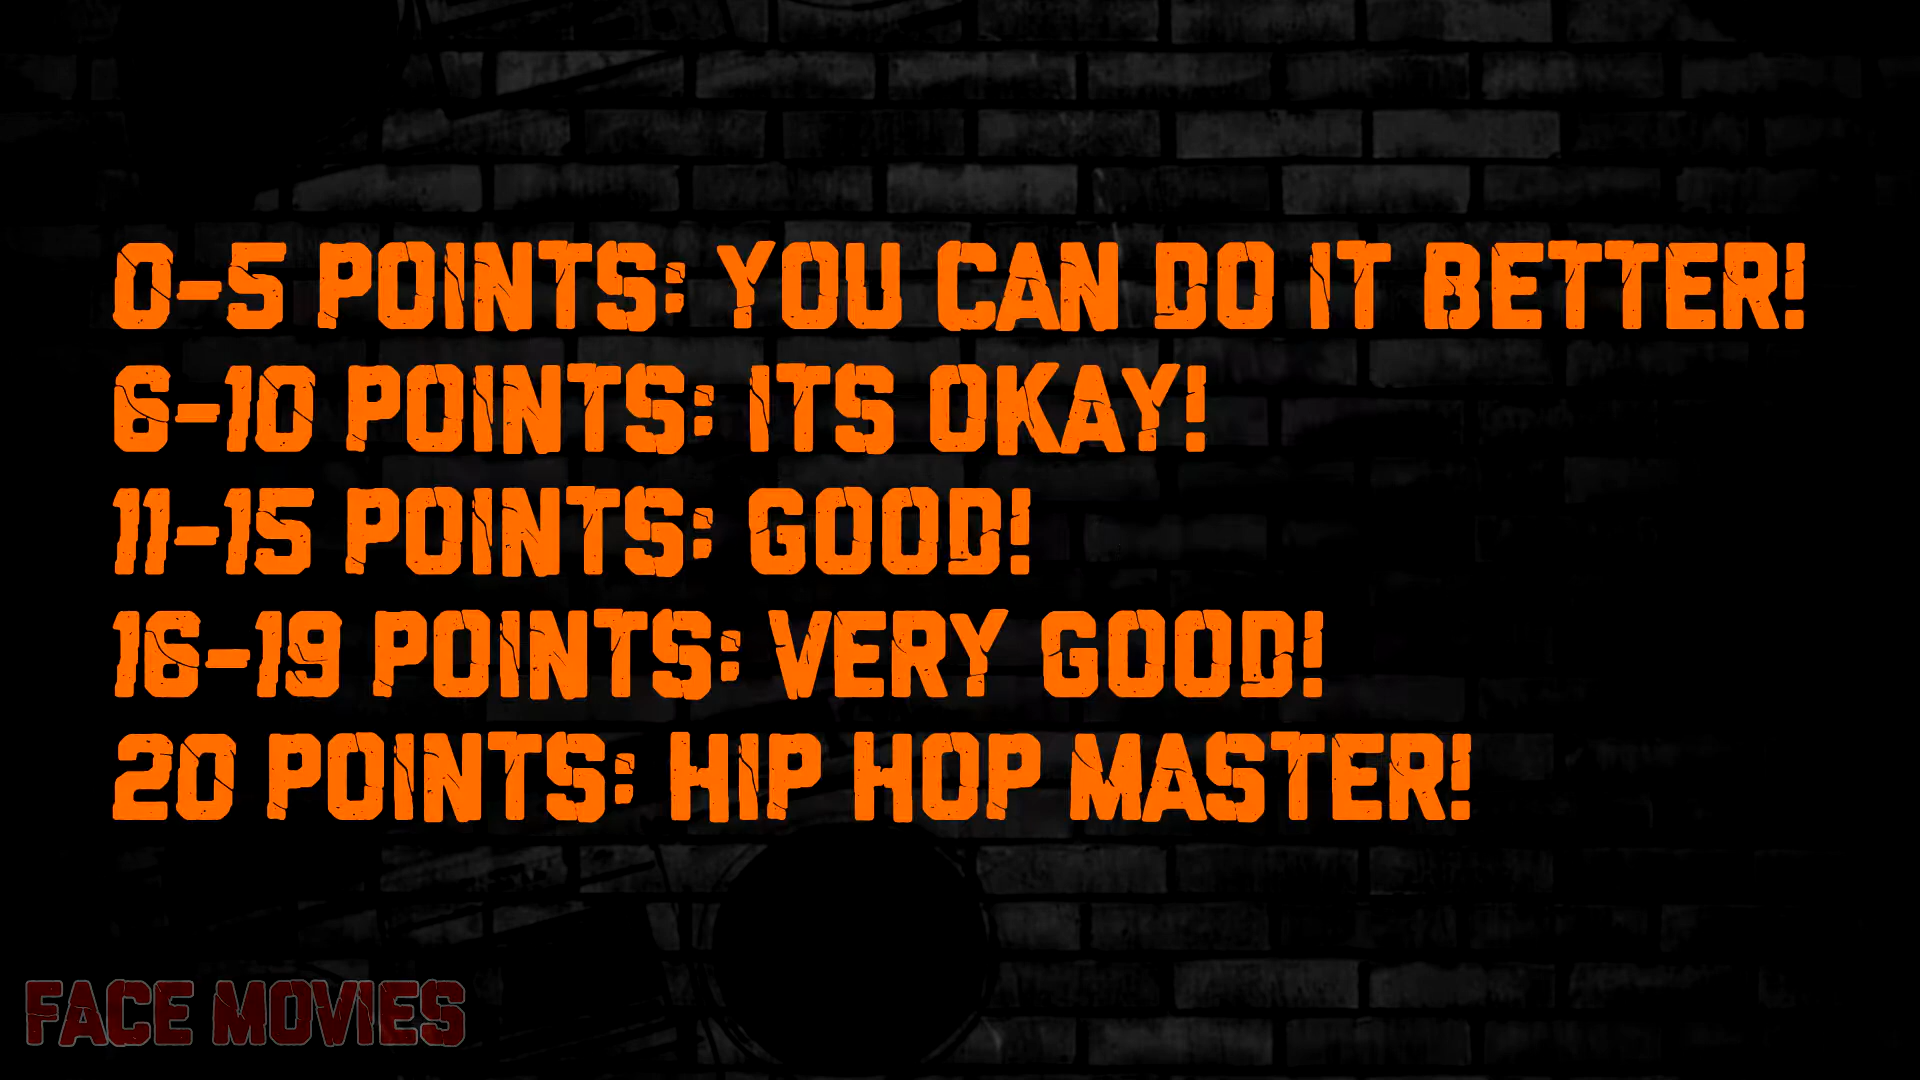 0-5 POINTS: YOU CAN DO IT BETTER!
6-10 POINTS: ITS OKAY!
11-15 POINTS: GOOD!
16-19 POINTS: VERY GOOD!
20 POINTS: HIP HOP MASTER!
FACE MOVIES